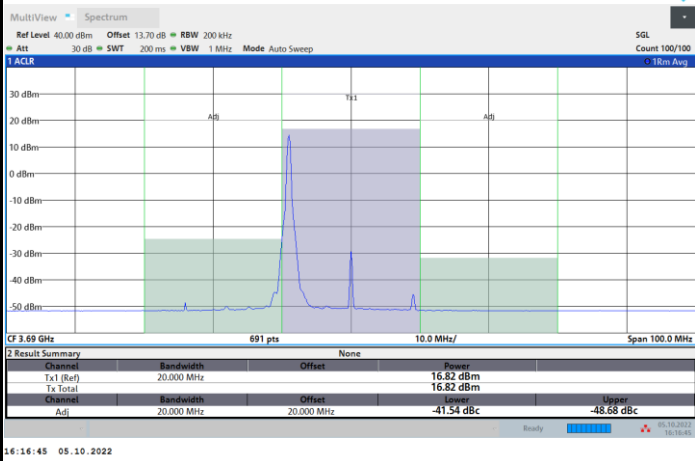 MultiView Spectrum
Ref Level 40.00 dBm Offset 13.70 dB RBW 200 kHz SGL
Att 30 dB SWT 200 ms VBW 1 MHz Mode Auto Sweep Count 100/100
1 ACLR 1Rm Avg
30 dBm
Tx1
20 dBm Adj Adj
10 dBm
0 dBm
-10 dBm
-20 dBm
-30 dBm
-40 dBm
-50 dBm
CF 3.69 GHz 691 pts 10.0 MHz/ Span 100.0 MHz
2 Result Summary None
Channel Bandwidth Offset Power
Tx1 (Ref) 20.000 MHz 16.82 dBm
Tx Total 16.82 dBm
Channel Bandwidth Offset Lower Upper
Adj 20.000 MHz 20.000 MHz -41.54 dBc -48.68 dBc
Ready 05.10.2022
16:16:45
16:16:45 05.10.2022